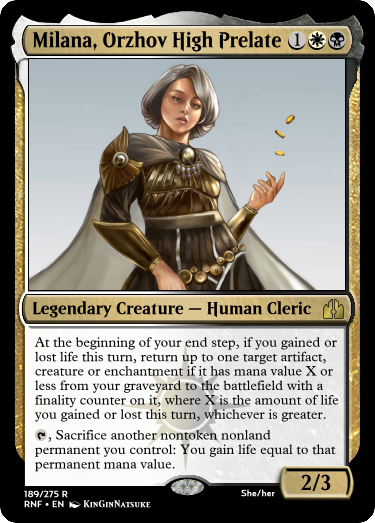 Milana, Orzhov High Prelate 1
Legendary Creature — Human Cleric
At the beginning of your end step, if you gained or
lost life this turn, return up to one target artifact,
creature or enchantment if it has mana value X or
less from your graveyard to the battlefield with a
finality counter on it, where X is the amount of life
you gained or lost this turn, whichever is greater.
, Sacrifice another nontoken nonland
permanent you control: You gain life equal to that
permanent mana value.
2/3
189/275 R She/her
RNF • EN KinGinNatsuke